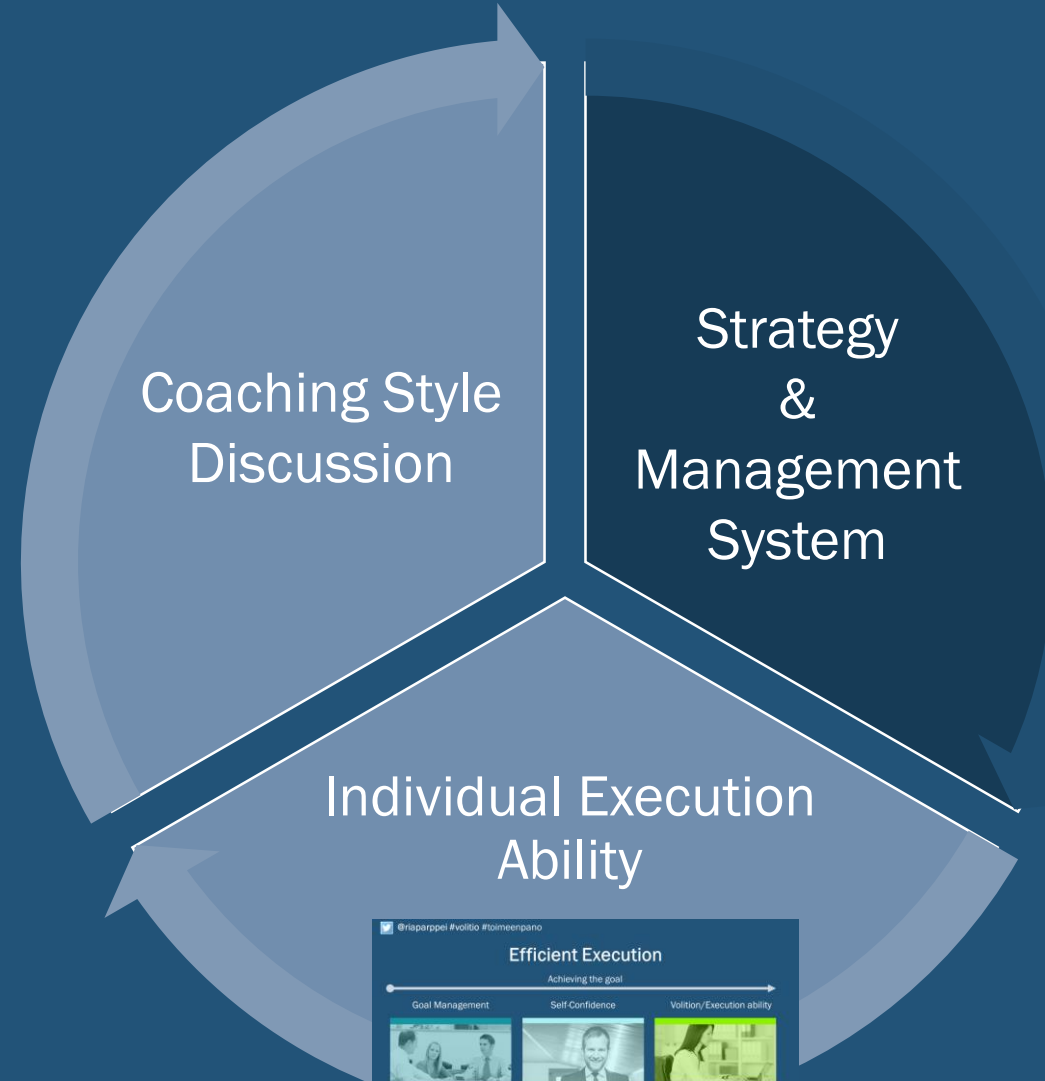 Coaching Style
Discussion
Strategy
&
Management
System
Individual Execution
Ability
@riaparppei #volitio #toimeenpano
Efficient Execution
Achieving the goal
Goal Management
Self-Confidence
Volition/Execution ability